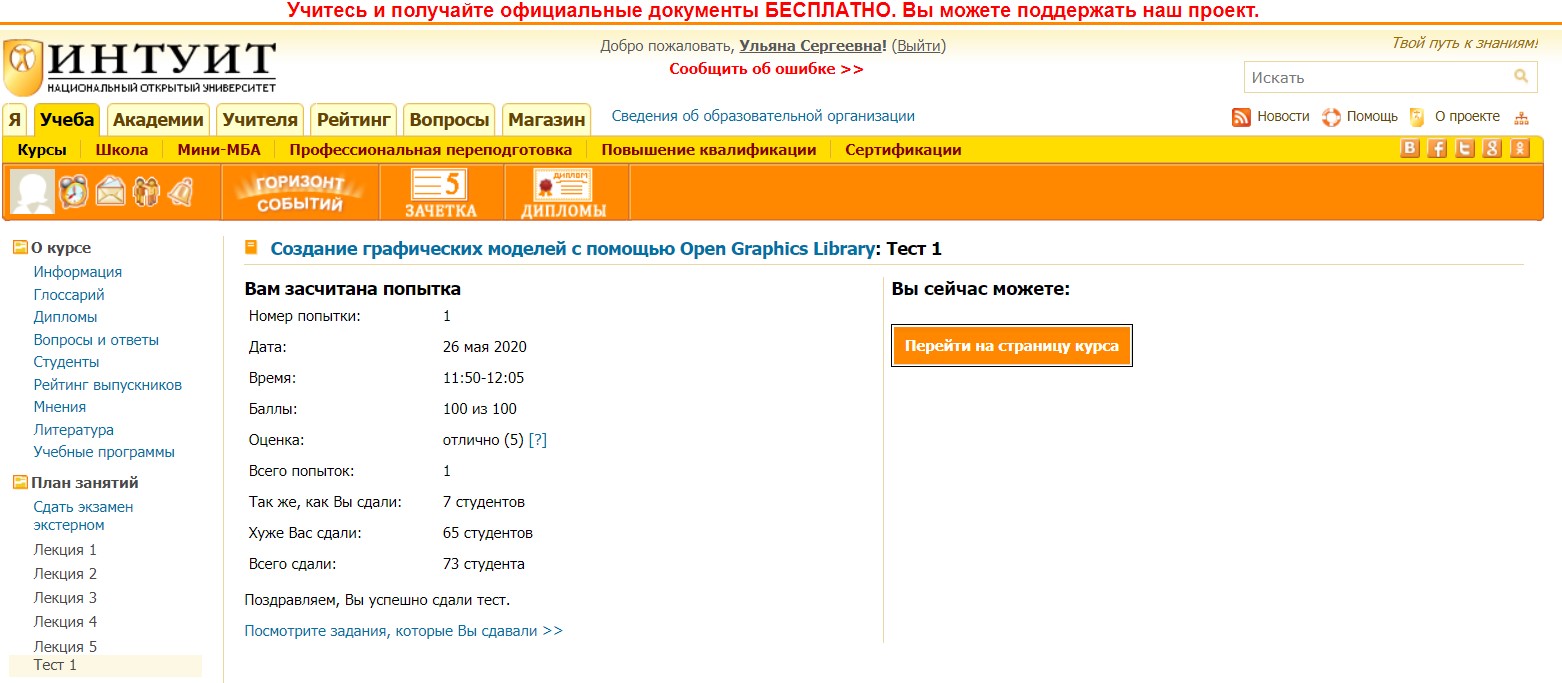 Учитесь и получайте официальные документы БЕСПЛАТНО. Вы можете поддержать наш проект.
ИНТУИТ
НАЦИОНАЛЬНЫЙ ОТКРЫТЫЙ УНИВЕРСИТЕТ
Добро пожаловать, Ульяна Сергеевна! (Выйти)
Сообщить об ошибке >>
Твой путь к знаниям!
Искать
Я Учеба Академии Учителя Рейтинг Вопросы Магазин Сведения об образовательной организации Новости Помощь О проекте
Курсы Школа Мини-МБА Профессиональная переподготовка Повышение квалификации Сертификации
ГОРИЗОНТ
СОБЫТИЙ
5
ЗАЧЕТКА
ДИПЛОМ
ДИПЛОМЫ
О курсе
Информация
Глоссарий
Дипломы
Вопросы и ответы
Студенты
Рейтинг выпускников
Мнения
Литература
Учебные программы
План занятий
Сдать экзамен
экстерном
Лекция 1
Лекция 2
Лекция 3
Лекция 4
Лекция 5
Тест 1
Создание графических моделей с помощью Open Graphics Library: Тест 1
Вам засчитана попытка
Номер попытки: 1
Дата: 26 мая 2020
Время: 11:50-12:05
Баллы: 100 из 100
Оценка: отлично (5) [?]
Всего попыток: 1
Так же, как Вы сдали: 7 студентов
Хуже Вас сдали: 65 студентов
Всего сдали: 73 студента
Поздравляем, Вы успешно сдали тест.
Посмотрите задания, которые Вы сдавали >>
Вы сейчас можете:
Перейти на страницу курса